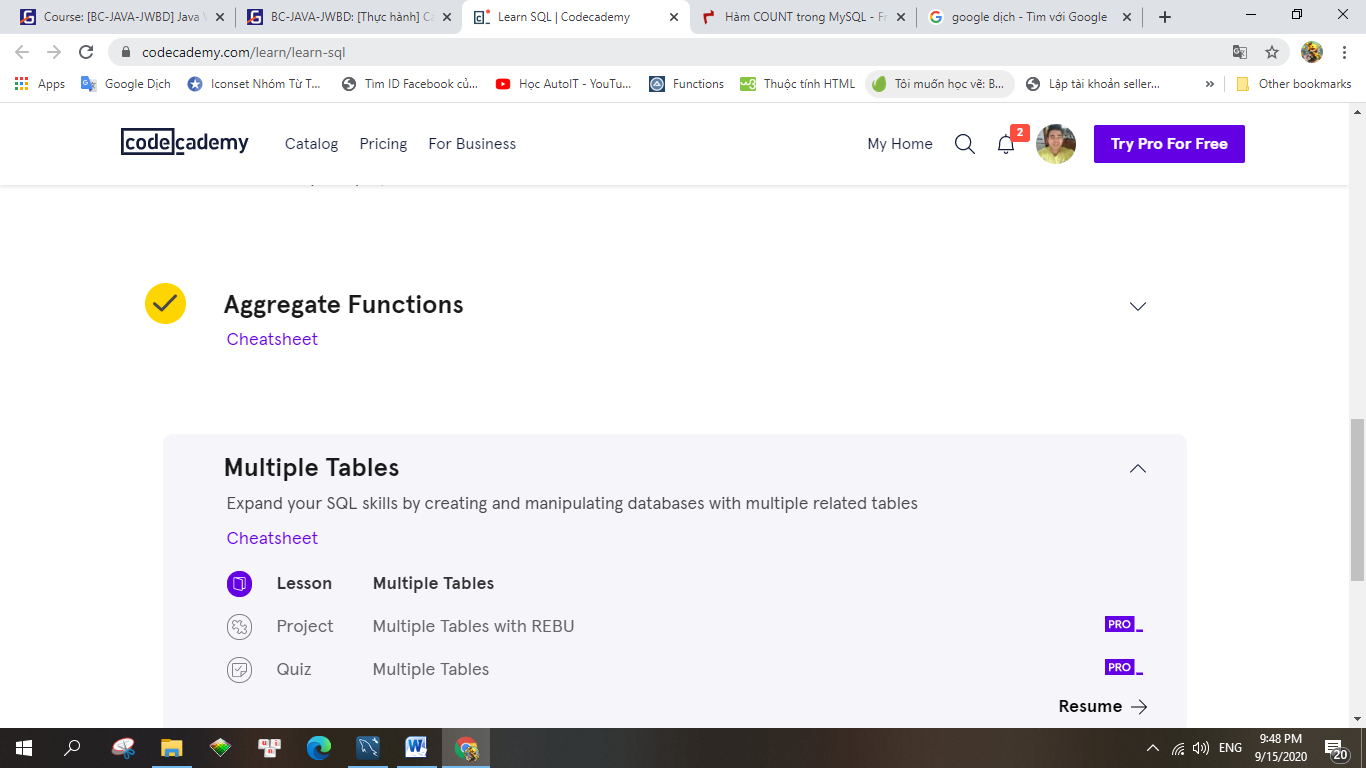 Course: [BC-JAVA-JWBD] Java
BC-JAVA-JWBD: [Thực hành]
Learn SQL | Codecademy
Hàm COUNT trong MySQL - Fr
google dịch - Tìm với Google
codecademy.com/learn/learn-sql
Apps
Google Dịch
Iconset Nhóm Từ T...
Tìm ID Facebook củ...
Học AutoIT - YouTu...
Functions
Thuộc tính HTML
Tôi muốn học vẽ: B...
Lập tài khoản seller...
»
Other bookmarks
codecademy
Catalog
Pricing
For Business
My Home
2
Try Pro For Free
Aggregate Functions
Cheatsheet
Multiple Tables
Expand your SQL skills by creating and manipulating databases with multiple related tables
Cheatsheet
Lesson Multiple Tables
Project Multiple Tables with REBU PRO
Quiz Multiple Tables PRO
Resume
ENG
9:48 PM
9/15/2020
20